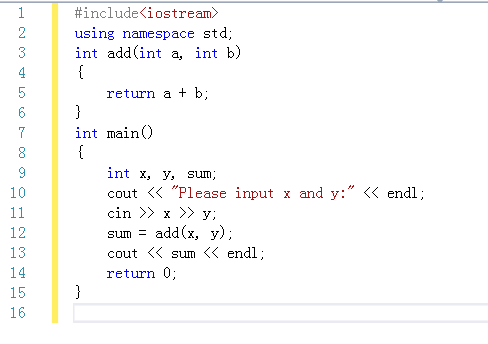 1 #include<iostream>
2 using namespace std;
3 int add(int a, int b)
4 {
5 return a + b;
6 }
7 int main()
8 {
9 int x, y, sum;
10 cout << "Please input x and y:" << endl;
11 cin >> x >> y;
12 sum = add(x, y);
13 cout << sum << endl;
14 return 0;
15 }
16